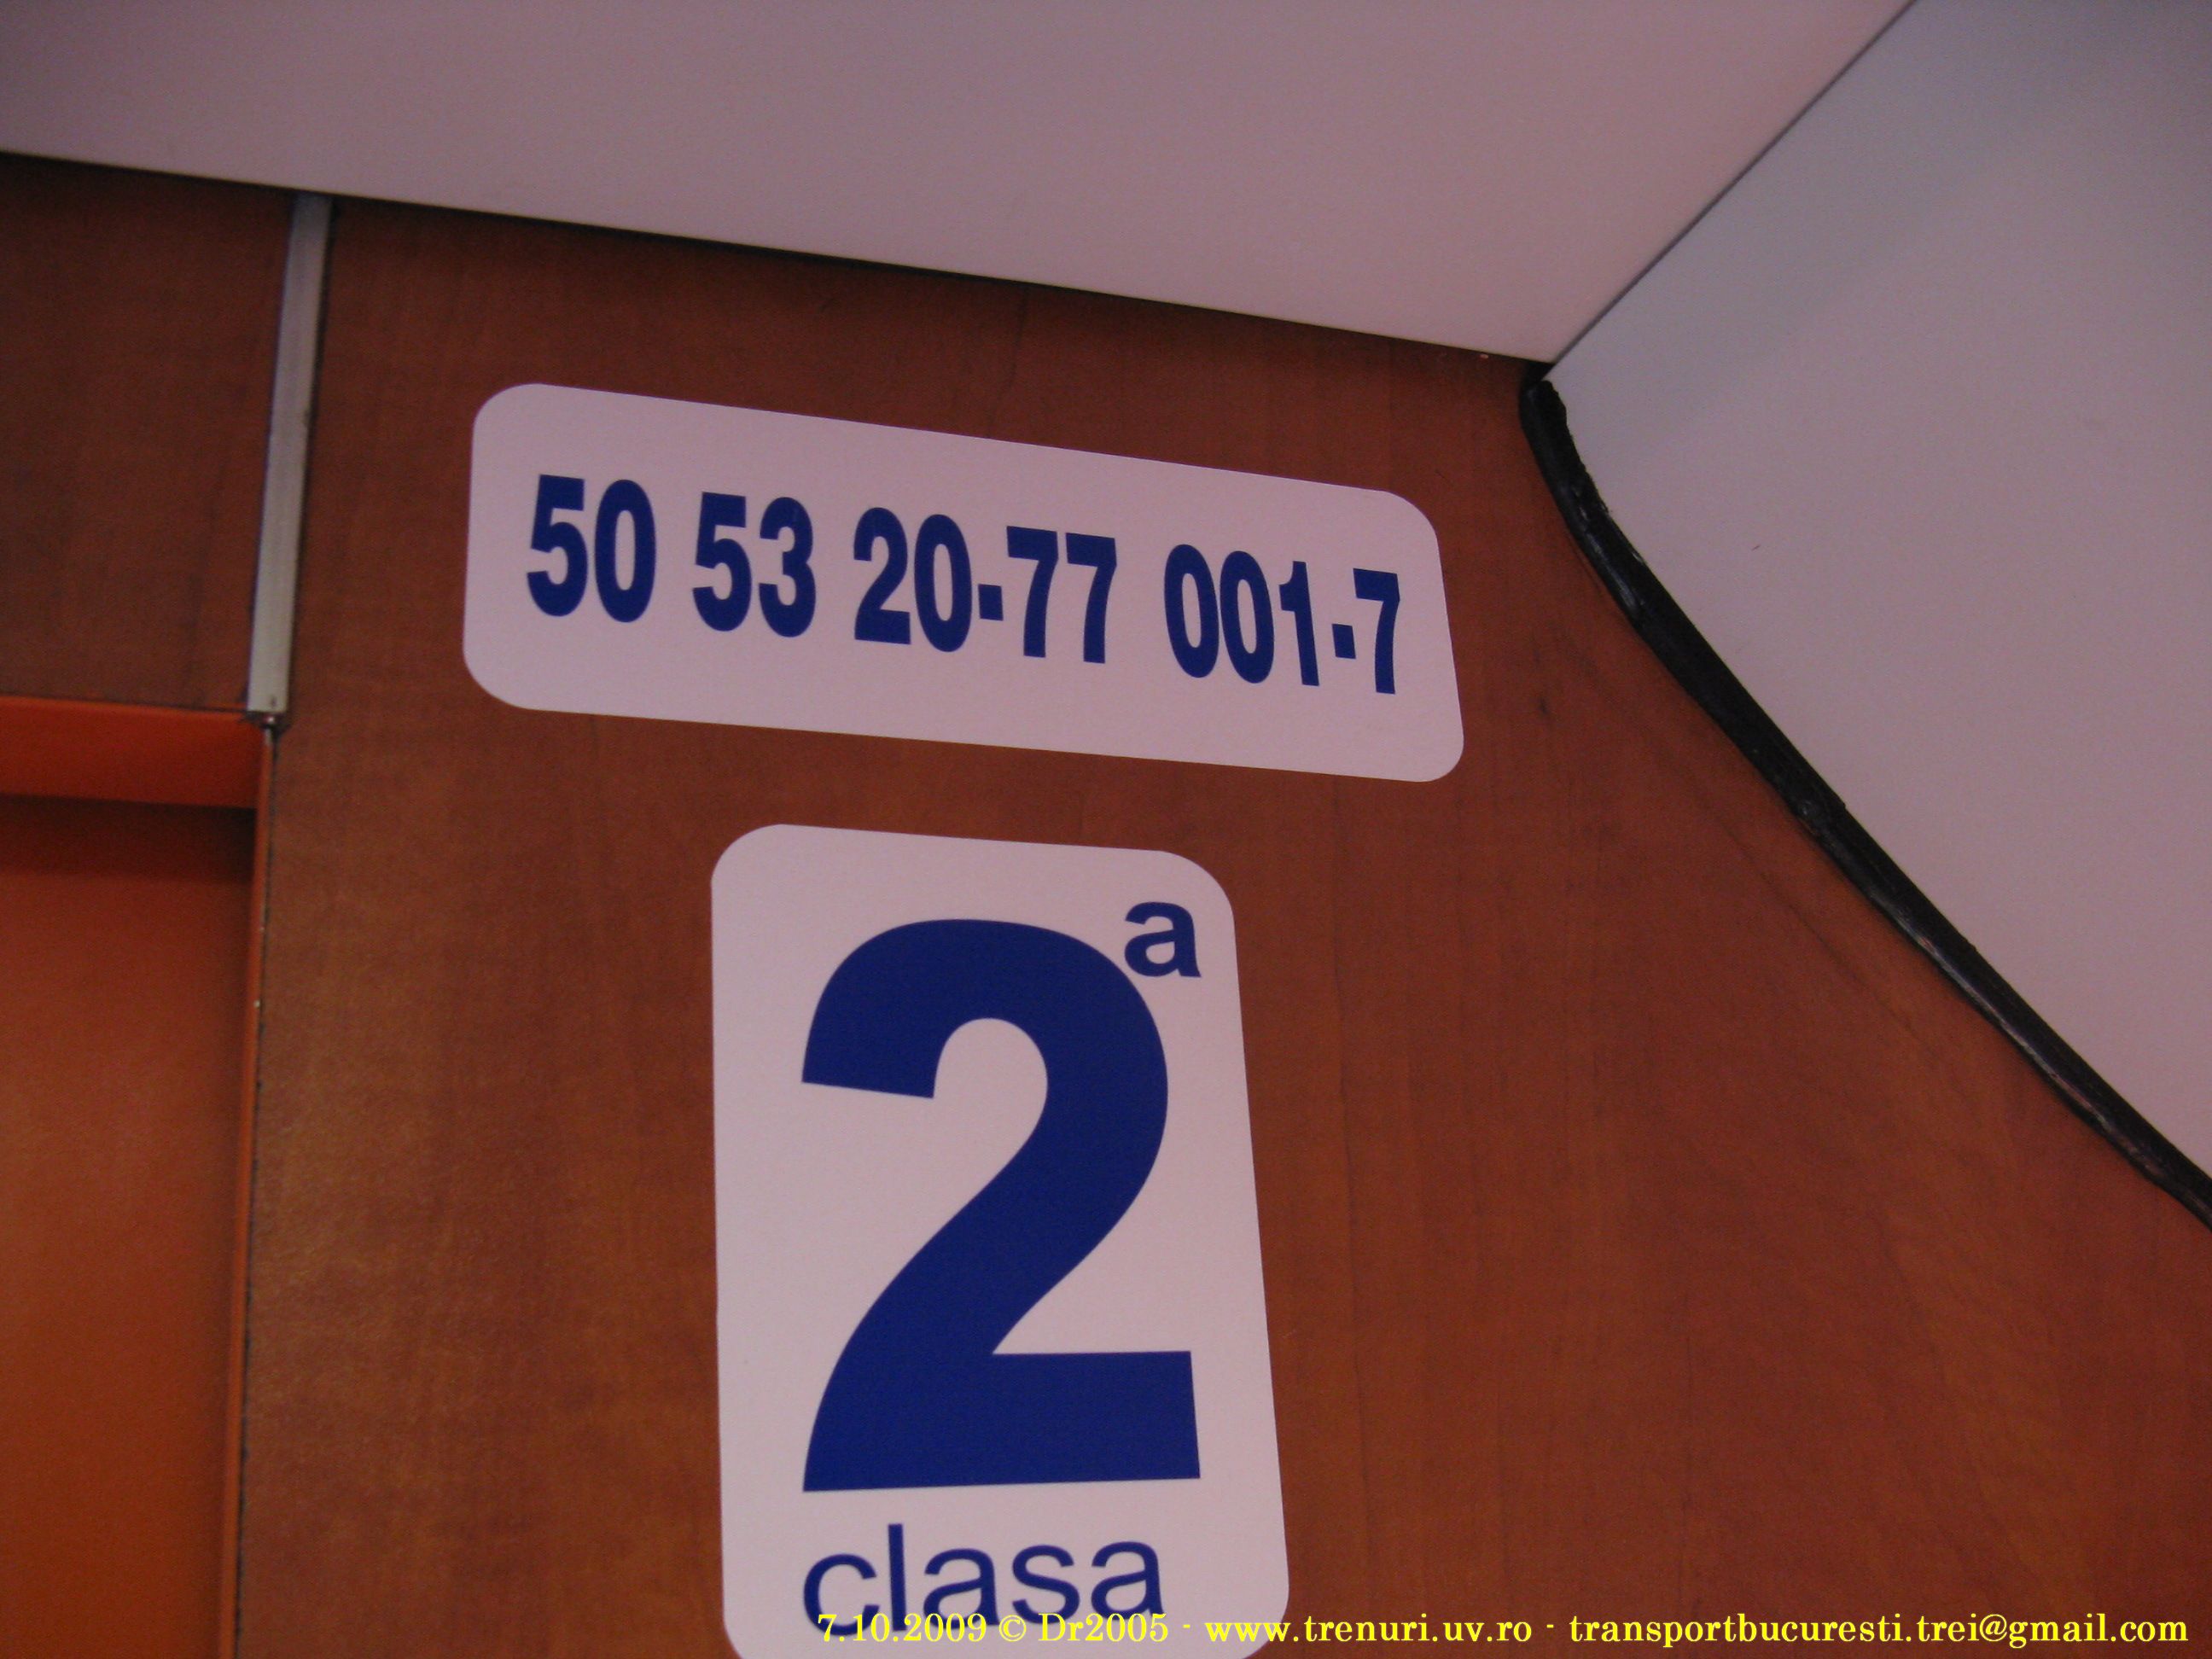 50 53 20-77 001-7
2a
clasa
7.10.2009 © Dr2005 - www.trenuri.uv.ro - transportbucuresti.trei@gmail.com